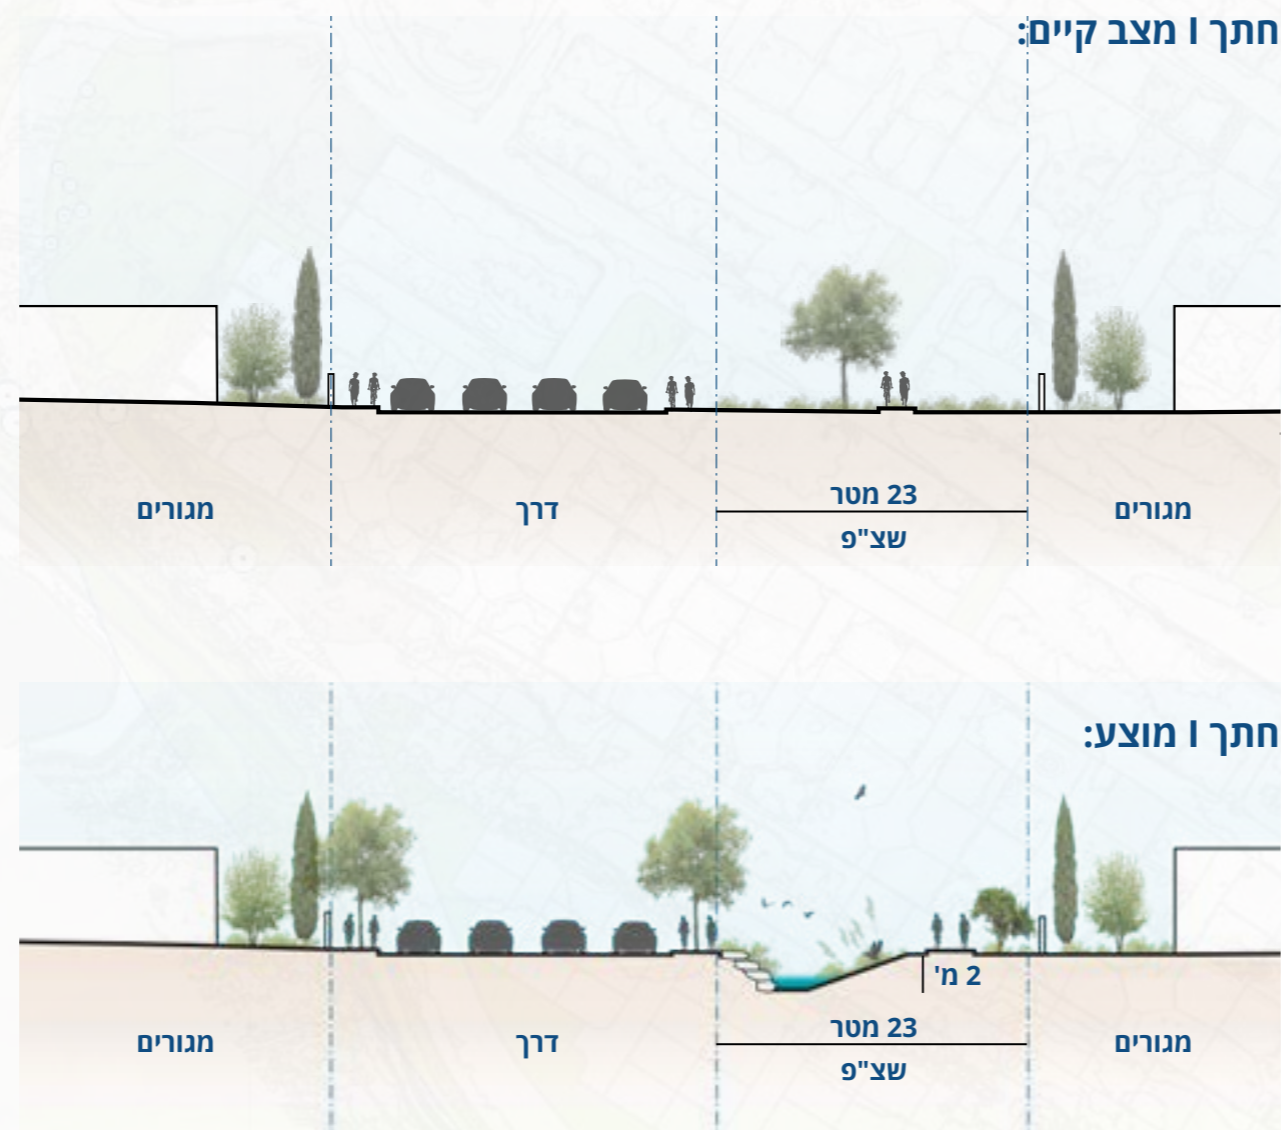 חתך I מצב קיים:
23 מטר
מגורים
דרך
שצ"פ
מגורים
חתך I מוצע:
2 מ'
23 מטר
מגורים
דרך
שצ"פ
מגורים